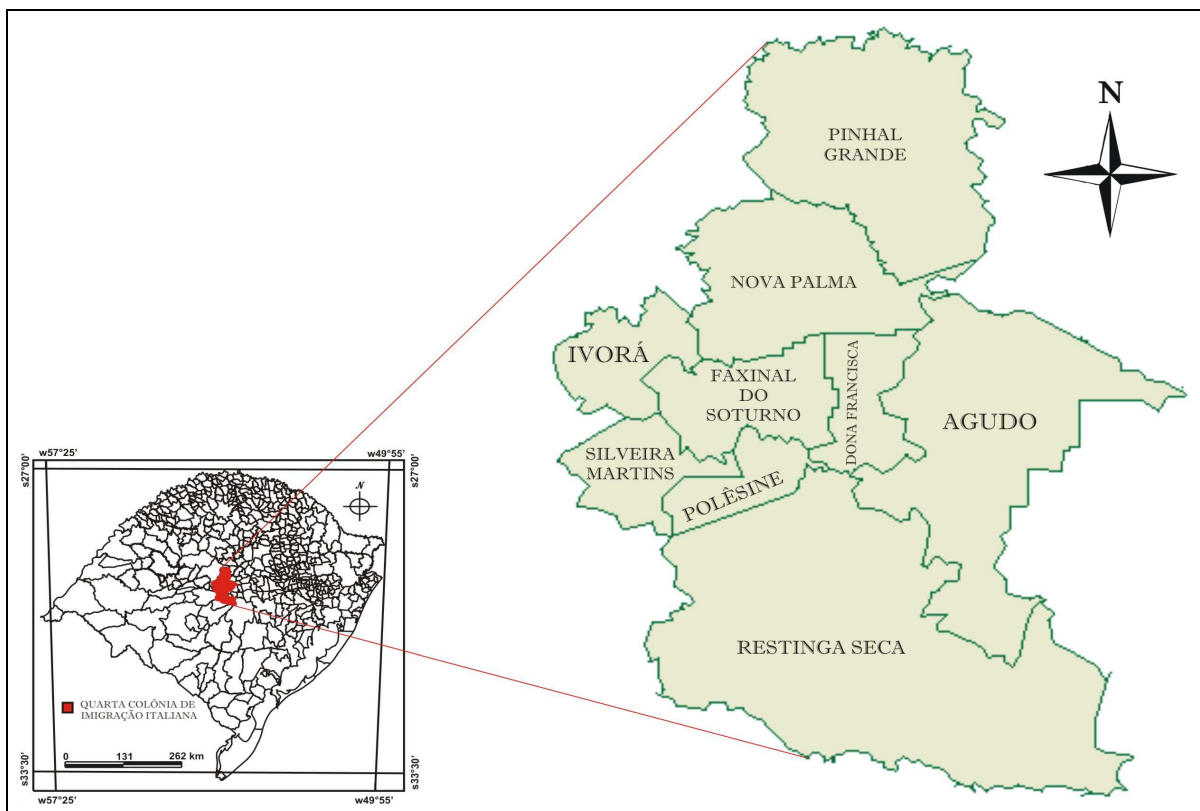 N
PINHAL
GRANDE
NOVA PALMA
IVORÁ
FAXINAL
DO
SOTURNO
DONA FRANCISCA
AGUDO
SILVEIRA
MARTINS
POLÊSINE
RESTINGA SECA
w57°25' w49°55'
s27°00' s27°00'
N
QUARTA COLÔNIA DE
IMIGRAÇÃO ITALIANA
0 131 262 km
s33°30' s33°30'
w57°25' w49°55'